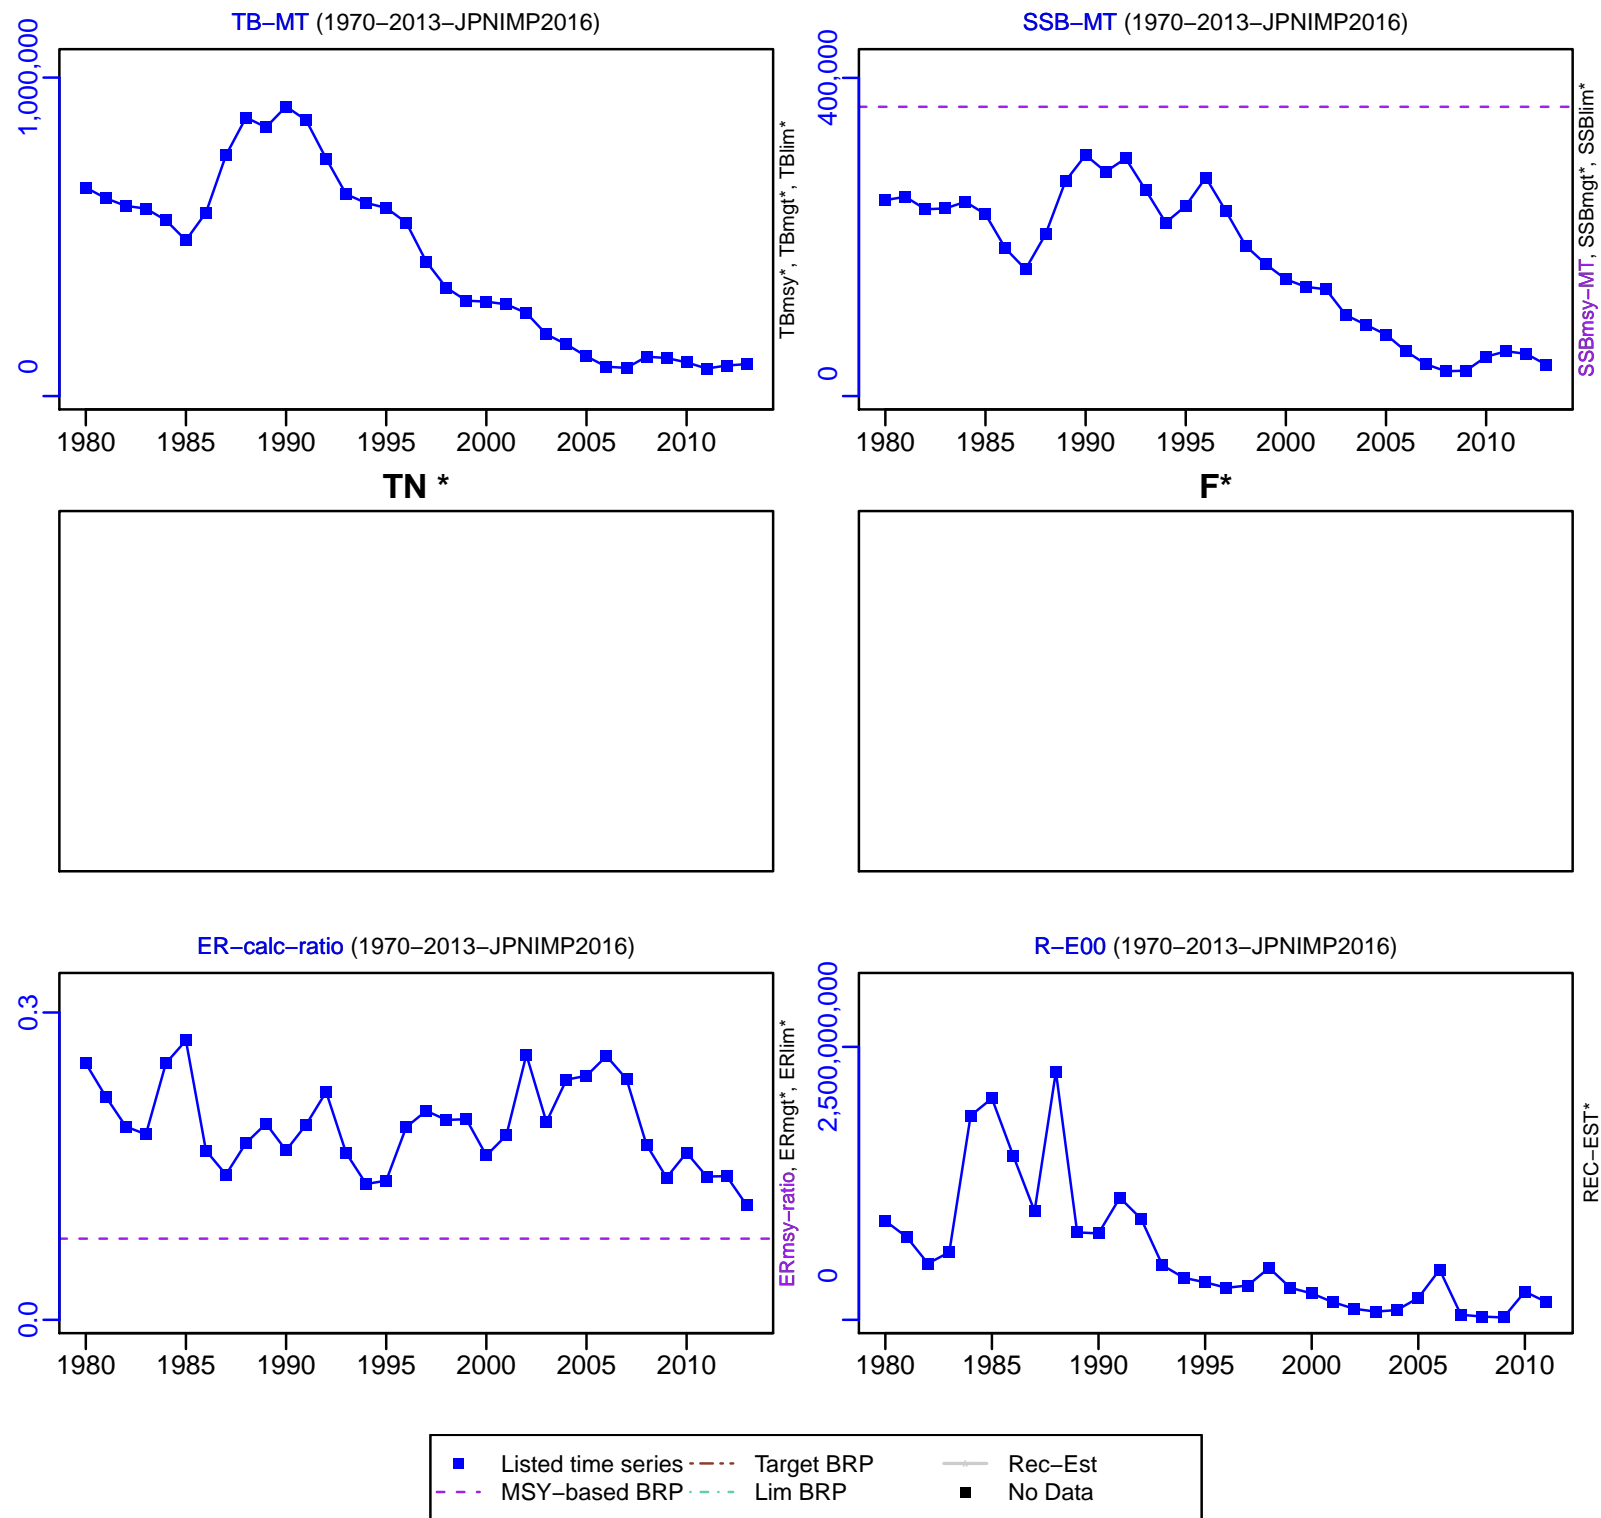 TB−MT (1970−2013−JPNIMP2016)
1,000,000
0
TBmsy*, TBmgt*, TBlim*
1980 1985 1990 1995 2000 2005 2010
SSB−MT (1970−2013−JPNIMP2016)
400,000
0
SSBmsy−MT, SSBmgt*, SSBlim*
1980 1985 1990 1995 2000 2005 2010
TN *
F*
ER−calc−ratio (1970−2013−JPNIMP2016)
0.3
0.0
ERmsy−ratio, ERmgt*, ERlim*
1980 1985 1990 1995 2000 2005 2010
R−E00 (1970−2013−JPNIMP2016)
2,500,000,000
0
REC−EST*
1980 1985 1990 1995 2000 2005 2010
Listed time series
Target BRP
Rec−Est
MSY−based BRP
Lim BRP
No Data